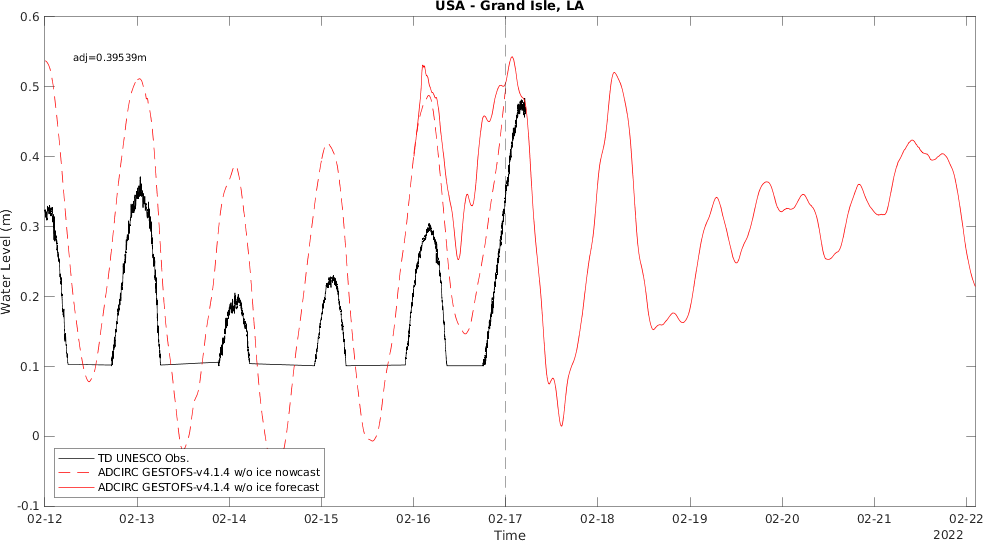 USA - Grand Isle, LA
adj=0.39539m
0.6
0.5
0.4
0.3
0.2
0.1
0
-0.1
Water Level (m)
TD UNESCO Obs.
ADCIRC GESTOFS-v4.1.4 w/o ice nowcast
ADCIRC GESTOFS-v4.1.4 w/o ice forecast
02-12 02-13 02-14 02-15 02-16 02-17 02-18 02-19 02-20 02-21 02-22
Time
2022